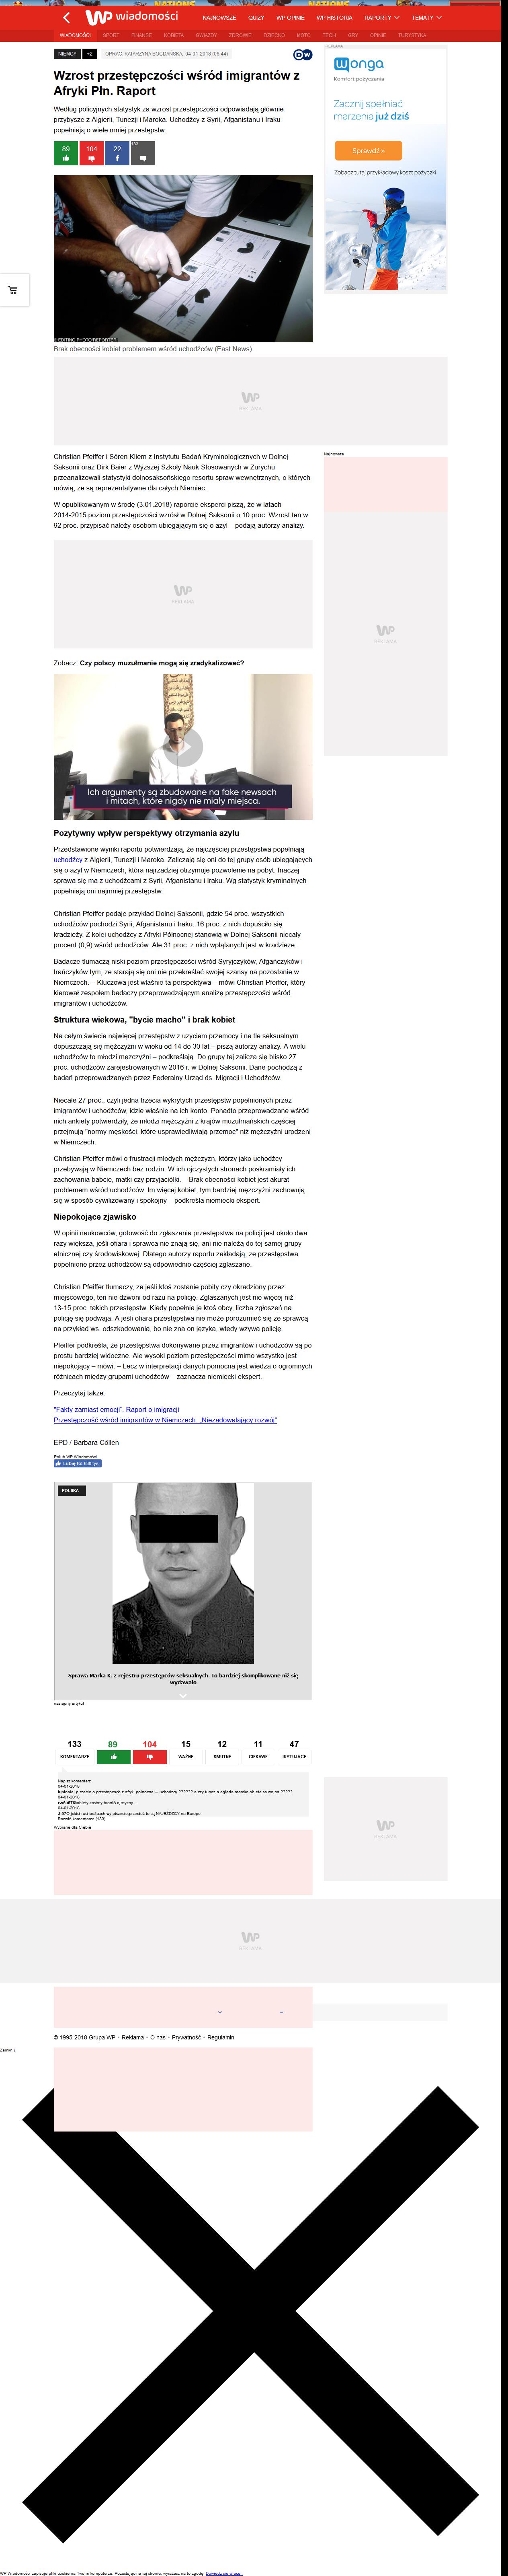 WP wiadomości
NAJNOWSZE QUIZY WP OPINIE WP HISTORIA RAPORTY TEMATY
WIADOMOŚCI SPORT FINANSE KOBIETA GWIAZDY ZDROWIE DZIECKO MOTO TECH GRY OPINIE TURYSTYKA
NIEMCY +2 OPRAC. KATARZYNA BOGDAŃSKA, 04-01-2018 (06:44)
DW
Wzrost przestępczości wśród imigrantów z
Afryki Płn. Raport
Według policyjnych statystyk za wzrost przestępczości odpowiadają głównie
przybysze z Algierii, Tunezji i Maroka. Uchodźcy z Syrii, Afganistanu i Iraku
popełniają o wiele mniej przestępstw.
89 104 22 133
REKLAMA
wonga
Komfort pożyczania
Zacznij spełniać
marzenia już dziś
Sprawdź »
Zobacz tutaj przykładowy koszt pożyczki
© EDITING PHOTO/REPORTER
Brak obecności kobiet problemem wśród uchodźców (East News)
WP
REKLAMA
Christian Pfeiffer i Sören Kliem z Instytutu Badań Kryminologicznych w Dolnej
Saksonii oraz Dirk Baier z Wyższej Szkoły Nauk Stosowanych w Zurychu
przeanalizowali statystyki dolnosaksońskiego resortu spraw wewnętrznych, o których
mówią, że są reprezentatywne dla całych Niemiec.
W opublikowanym w środę (3.01.2018) raporcie eksperci piszą, że w latach
2014-2015 poziom przestępczości wzrósł w Dolnej Saksonii o 10 proc. Wzrost ten w
92 proc. przypisać należy osobom ubiegającym się o azyl – podają autorzy analizy.
Najnowsze
WP
REKLAMA
WP
REKLAMA
Zobacz: Czy polscy muzułmanie mogą się zradykalizować?
Ich argumenty są zbudowane na fake newsach
i mitach, które nigdy nie miały miejsca.
Pozytywny wpływ perspektywy otrzymania azylu
Przedstawione wyniki raportu potwierdzają, że najczęściej przestępstwa popełniają
uchodźcy z Algierii, Tunezji i Maroka. Zaliczają się oni do tej grupy osób ubiegających
się o azyl w Niemczech, która najrzadziej otrzymuje pozwolenie na pobyt. Inaczej
sprawa się ma z uchodźcami z Syrii, Afganistanu i Iraku. Wg statystyk kryminalnych
popełniają oni najmniej przestępstw.
Christian Pfeiffer podaje przykład Dolnej Saksonii, gdzie 54 proc. wszystkich
uchodźców pochodzi Syrii, Afganistanu i Iraku. 16 proc. z nich dopuściło się
kradzieży. Z kolei uchodźcy z Afryki Północnej stanowią w Dolnej Saksonii niecały
procent (0,9) wśród uchodźców. Ale 31 proc. z nich wplątanych jest w kradzieże.
Badacze tłumaczą niski poziom przestępczości wśród Syryjczyków, Afgańczyków i
Irakńczyków tym, że starają się oni nie przekreślać swojej szansy na pozostanie w
Niemczech. – Kluczowa jest właśnie ta perspektywa – mówi Christian Pfeiffer, który
kierował zespołem badaczy przeprowadzającym analizę przestępczości wśród
imigrantów i uchodźców.
Struktura wiekowa, "bycie macho" i brak kobiet
Na całym świecie najwięcej przestępstw z użyciem przemocy i na tle seksualnym
dopuszczają się mężczyźni w wieku od 14 do 30 lat – piszą autorzy analizy. A wielu
uchodźców to młodzi mężczyźni – podkreślają. Do grupy tej zalicza się blisko 27
proc. uchodźców zarejestrowanych w 2016 r. w Dolnej Saksonii. Dane pochodzą z
badań przeprowadzanych przez Federalny Urząd ds. Migracji i Uchodźców.
Niecałe 27 proc., czyli jedna trzecia wykrytych przestępstw popełnionych przez
imigrantów i uchodźców, idzie właśnie na ich konto. Ponadto przeprowadzane wśród
nich ankiety potwierdziły, że młodzi mężczyźni z krajów muzułmańskich częściej
przejmują "normy męskości, które usprawiedliwiają przemoc" niż mężczyźni urodzeni
w Niemczech.
Christian Pfeiffer mówi o frustracji młodych mężczyzn, którzy jako uchodźcy
przebywają w Niemczech bez rodzin. W ich ojczystych stronach poskramiały ich
zachowania babcie, matki czy przyjaciółki. – Brak obecności kobiet jest akurat
problemem wśród uchodźców. Im więcej kobiet, tym bardziej mężczyźni zachowują
się w sposób cywilizowany i spokojny – podkreśla niemiecki ekspert.
Niepokojące zjawisko
W opinii naukowców, gotowość do zgłaszania przestępstwa na policji jest około dwa
razy większa, jeśli ofiara i sprawca nie znają się, ani nie należą do tej samej grupy
etnicznej czy środowiskowej. Dlatego autorzy raportu zakładają, że przestępstwa
popełnione przez uchodźców są odpowiednio częściej zgłaszane.
Christian Pfeiffer tłumaczy, że jeśli ktoś zostanie pobity czy okradziony przez
miejscowego, ten nie dzwoni od razu na policję. Zgłaszanych jest nie więcej niż
13-15 proc. takich przestępstw. Kiedy popełnia je ktoś obcy, liczba zgłoszeń na
policję się podwaja. A jeśli ofiara przestępstwa nie może porozumieć się ze sprawcą
na przykład ws. odszkodowania, bo nie zna on języka, wtedy wzywa policję.
Pfeiffer podkreśla, że przestępstwa dokonywane przez imigrantów i uchodźców są po
prostu bardziej widoczne. Ale wysoki poziom przestępczości mimo wszystko jest
niepokojący – mówi. – Lecz w interpretacji danych pomocna jest wiedza o ogromnych
różnicach między grupami uchodźców – zaznacza niemiecki ekspert.
Przeczytaj także:
"Fakty zamiast emocji". Raport o imigracji
Przestępczość wśród imigrantów w Niemczech. „Niezadowalający rozwój"
EPD / Barbara Cöllen
Polub WP Wiadomości
Lubię to!
POLSKA
Sprawa Marka K. z rejestru przestępców seksualnych. To bardziej skomplikowane niż się
wydawało
następny artykuł
133 89 104 15 12 11 47
KOMENTARZE WAŻNE SMUTNE CIEKAWE IRYTUJĄCE
Napisz komentarz
04-01-2018
04-01-2018
04-01-2018
Rozwiń komentarze (133)
Wybrane dla Ciebie
WP
REKLAMA
WP
REKLAMA
© 1995-2018 Grupa WP • Reklama • O nas • Prywatność • Regulamin
Zamknij
WP Wiadomości zapisuje pliki cookie na Twoim komputerze. Pozostając na tej stronie, wyrażasz na to zgodę. Dowiedz się więcej.